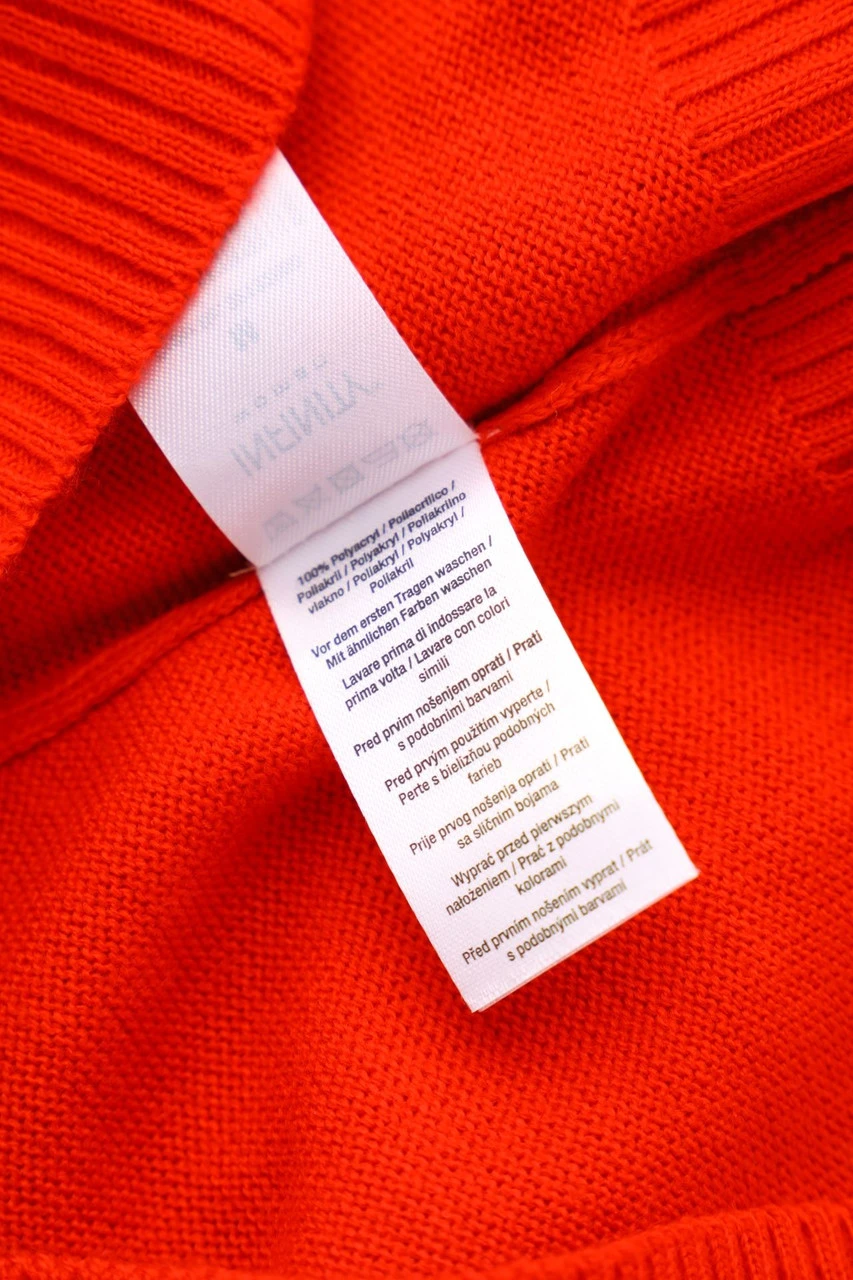 100% Polyacryl / Poliacrilico /
Poliakril / Polyakryl / Poliakrilno
vlakno / Poliakryl / Polyakryl /
Poliakril
Vor dem ersten Tragen waschen /
Mit ähnlichen Farben waschen
Lavare prima di indossare la
prima volta / Lavare con colori
simili
Pred prvim nošenjem oprati / Prati
s podobnimi barvami
Pred prvým použitím vyperte /
Perte s bielizňou podobných
farieb
Prije prvog nošenja oprati / Prati
sa sličnim bojama
Wyprać przed pierwszym
nałożeniem / Prać z podobnymi
kolorami
Před prvním nošením vyprat / Prát
s podobnými barvami